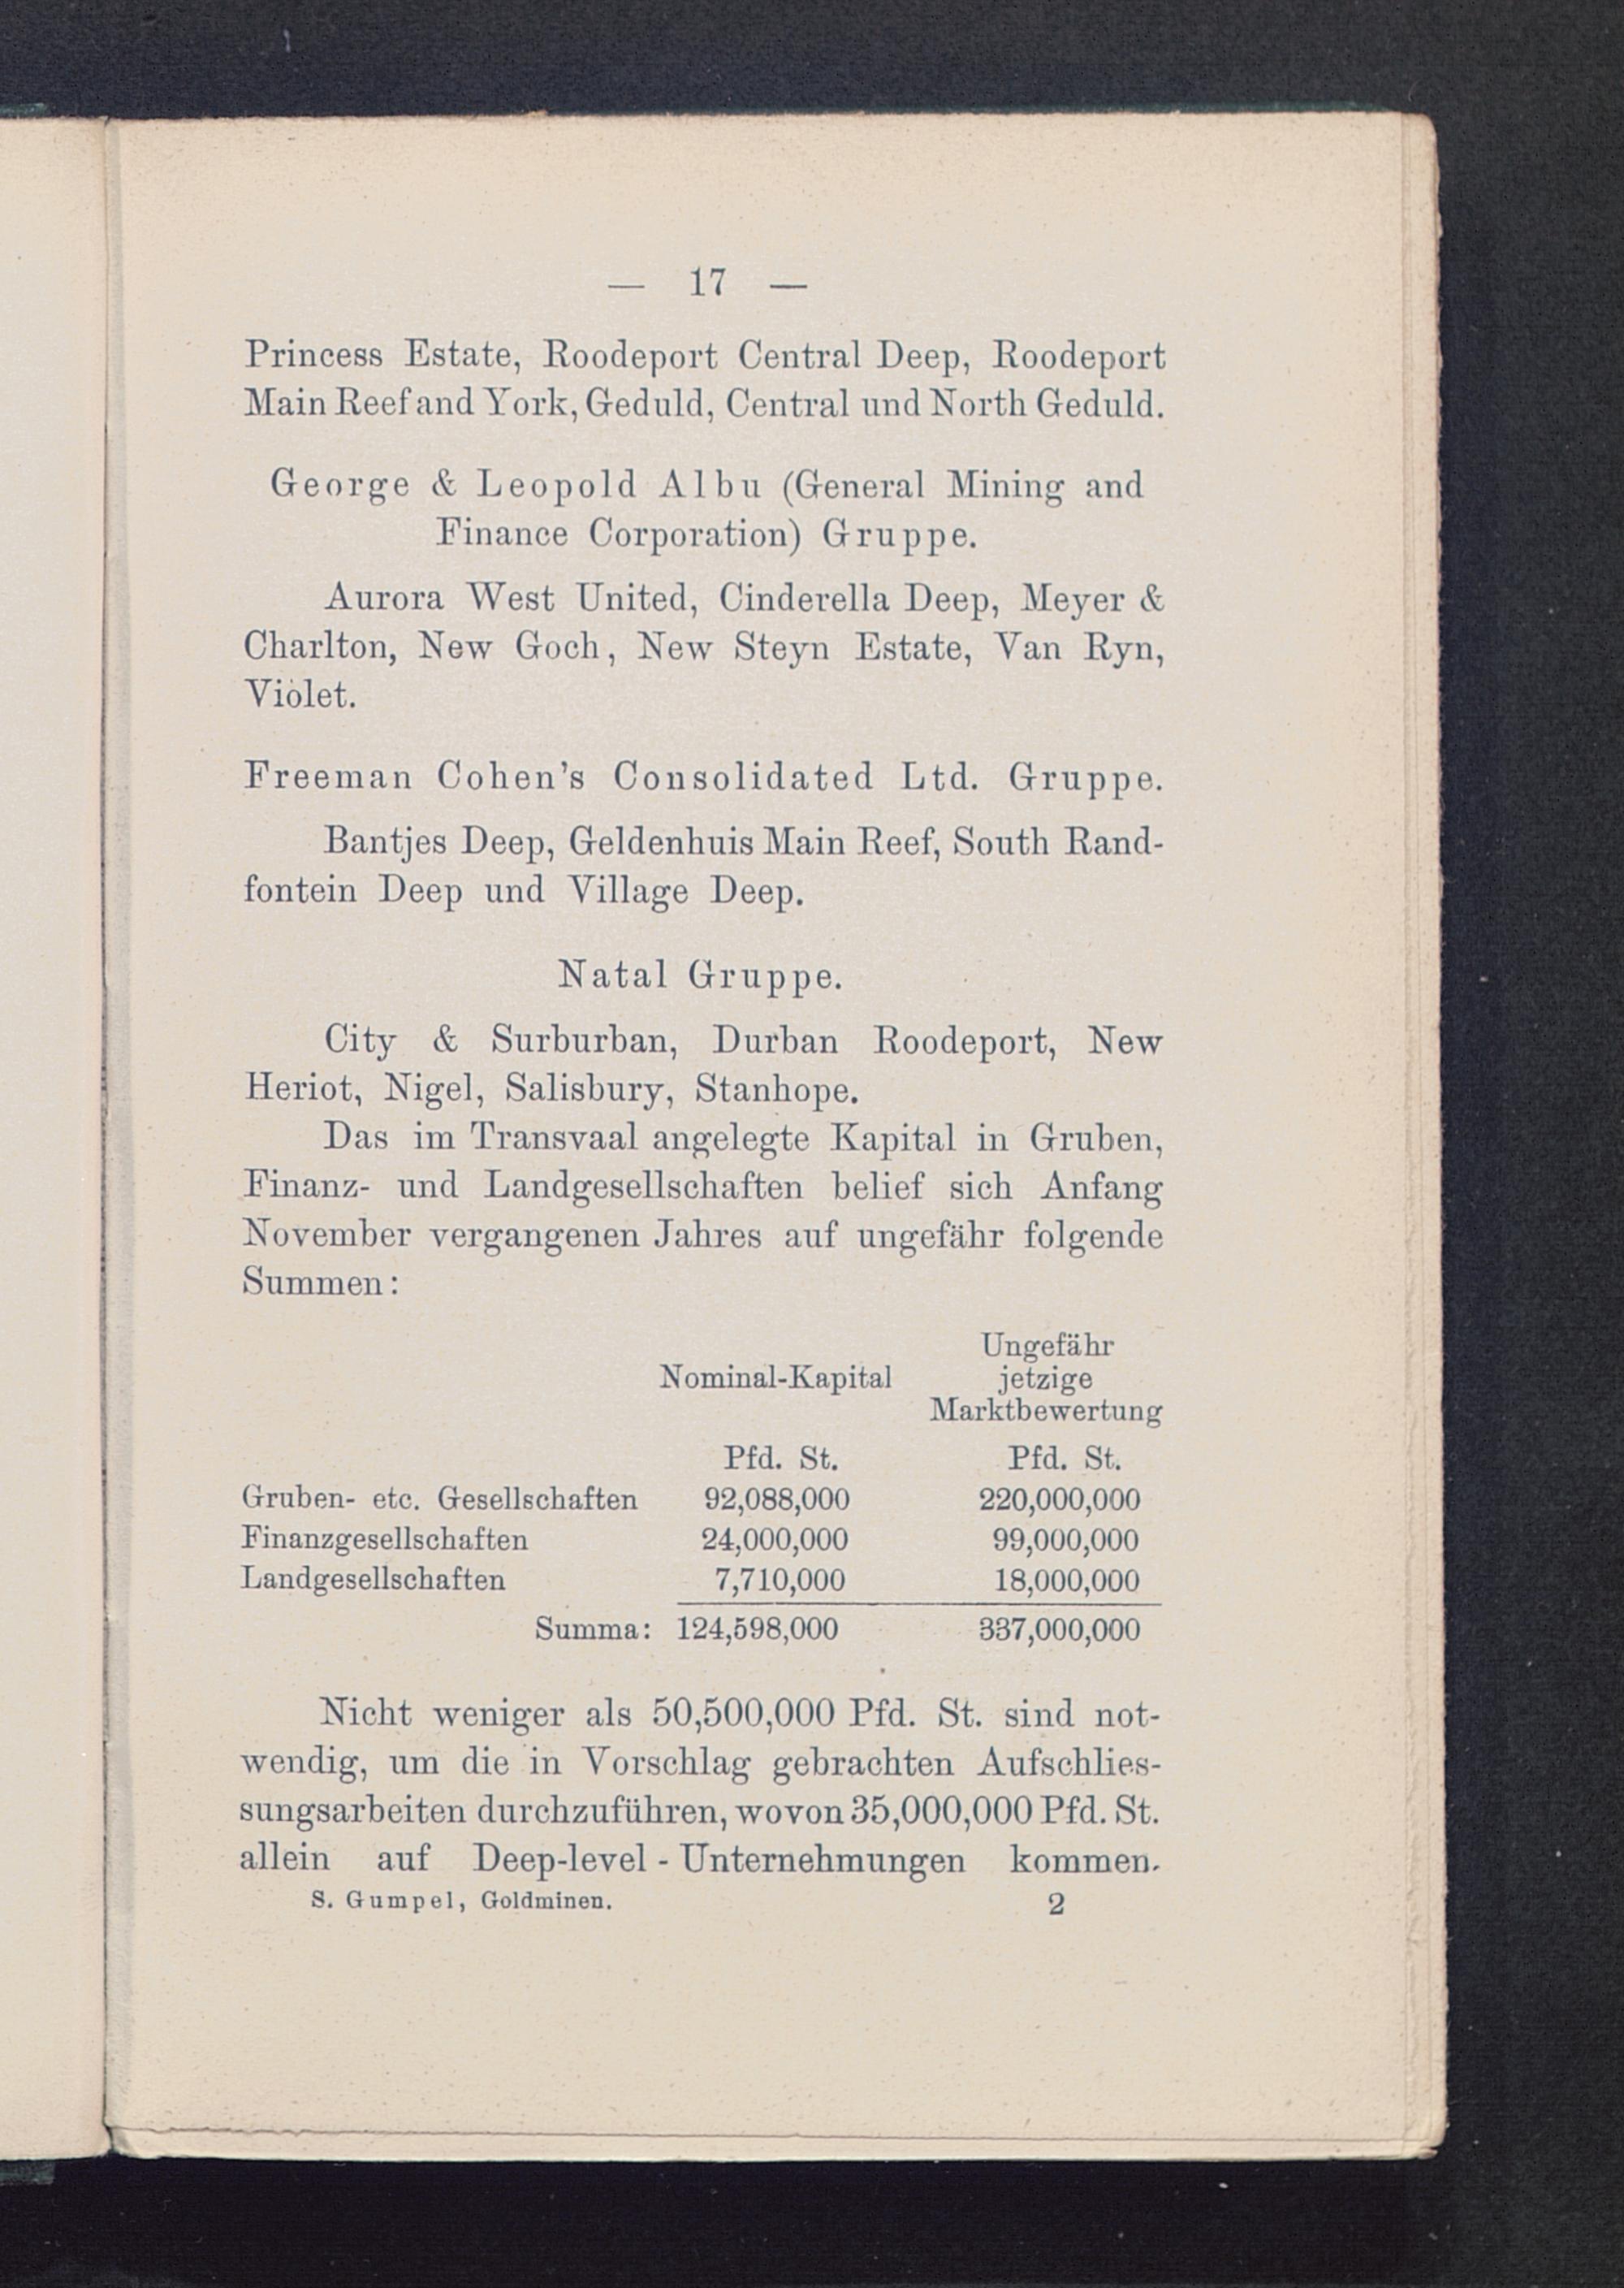 — 17 —
Princess Estate, Roodeport Central Deep, Roodeport
Main Reef and York, Geduld, Central und North Geduld.
George & Leopold Albu (General Mining and
Finance Corporation) Gruppe.
Aurora West United, Cinderella Deep, Meyer &
Charlton, New Goch, New Steyn Estate, Van Ryn,
Violet.
Freeman Cohen's Consolidated Ltd. Gruppe.
Bantjes Deep, Geldenhuis Main Reef, South Rand-
fontein Deep und Village Deep.
Natal Gruppe.
City & Surburban, Durban Roodeport, New
Heriot, Nigel, Salisbury, Stanhope.
Das im Transvaal angelegte Kapital in Gruben,
Finanz- und Landgesellschaften belief sich Anfang
November vergangenen Jahres auf ungefähr folgende
Summen:
Ungefähr
Nominal-Kapital jetzige
Marktbewertung
Pfd. St. Pfd. St.
Gruben- etc. Gesellschaften 92,088,000 220,000,000
Finanzgesellschaften 24,000,000 99,000,000
Landgesellschaften 7,710,000 18,000,000
Summa: 124,598,000 337,000,000
Nicht weniger als 50,500,000 Pfd. St. sind not-
wendig, um die in Vorschlag gebrachten Aufschlies-
sungsarbeiten durchzuführen, wovon 35,000,000 Pfd. St.
allein auf Deep-level - Unternehmungen kommen.
S. Gumpel, Goldminen. 2